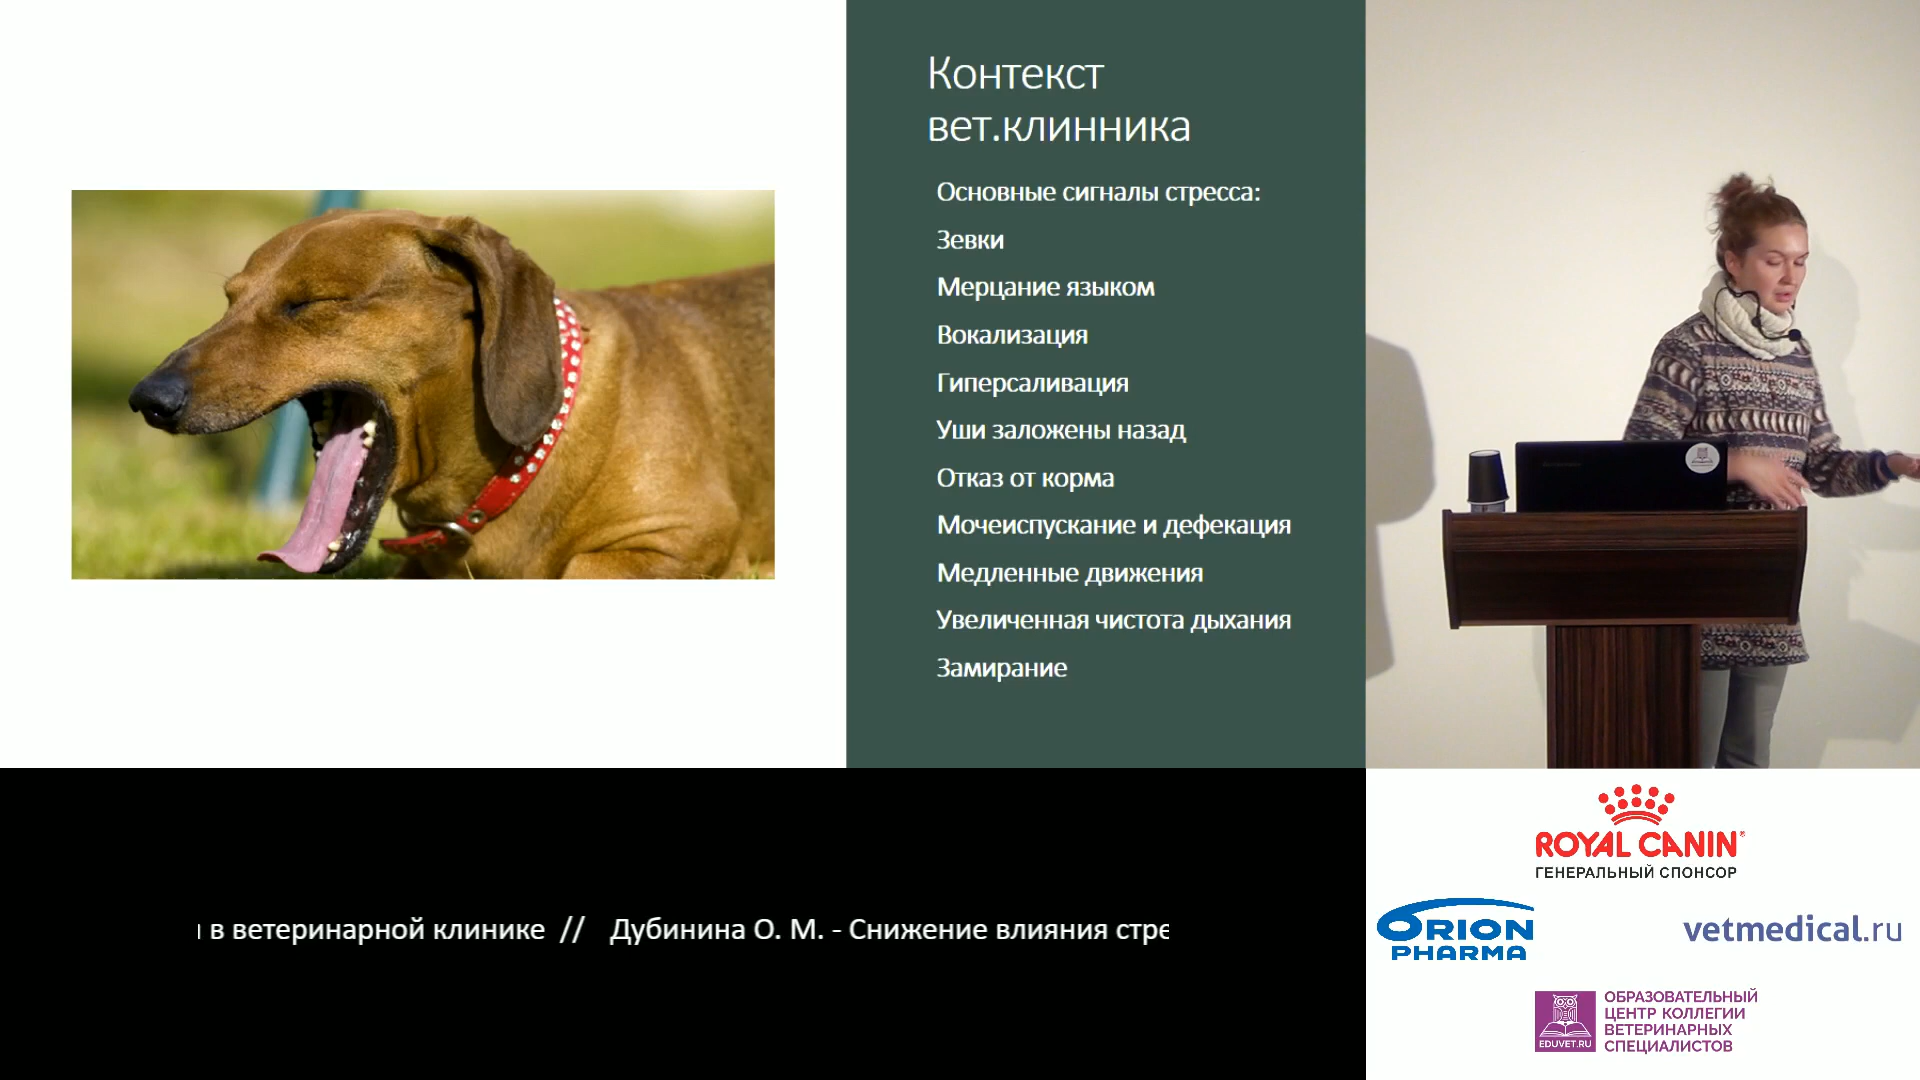 Контекст
вет.клинника
Основные сигналы стресса:
Зевки
Мерцание языком
Вокализация
Гиперсаливация
Уши заложены назад
Отказ от корма
Мочеиспускание и дефекация
Медленные движения
Увеличенная чистота дыхания
Замирание
в ветеринарной клинике // Дубинина О. М. - Снижение влияния стре
ROYAL CANIN®
ГЕНЕРАЛЬНЫЙ СПОНСОР
ORION
PHARMA
vetmedical.ru
EDUVET.RU
ОБРАЗОВАТЕЛЬНЫЙ
ЦЕНТР КОЛЛЕГИИ
ВЕТЕРИНАРНЫХ
СПЕЦИАЛИСТОВ